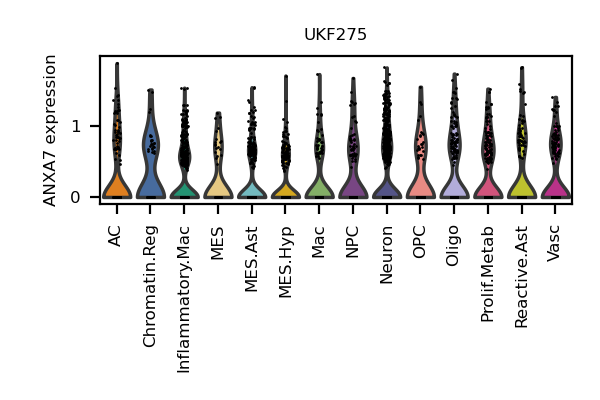 UKF275
ANXA7 expression
1
0
AC
Chromatin.Reg
Inflammatory.Mac
MES
MES.Ast
MES.Hyp
Mac
NPC
Neuron
OPC
Oligo
Prolif.Metab
Reactive.Ast
Vasc